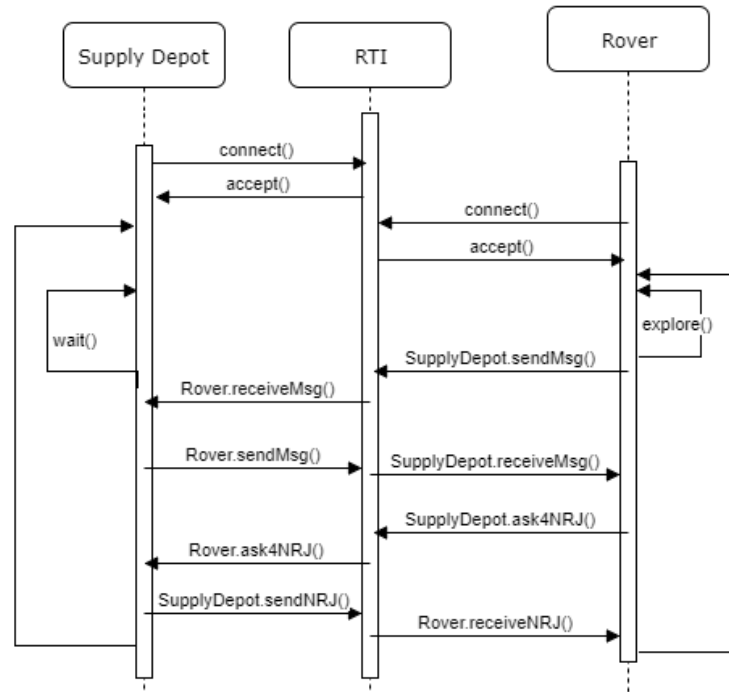 Supply Depot
RTI
Rover
connect()
accept()
connect()
accept()
explore()
wait()
SupplyDepot.sendMsg()
Rover.receiveMsg()
Rover.sendMsg()
SupplyDepot.receiveMsg()
SupplyDepot.ask4NRJ()
Rover.ask4NRJ()
SupplyDepot.sendNRJ()
Rover.receiveNRJ()